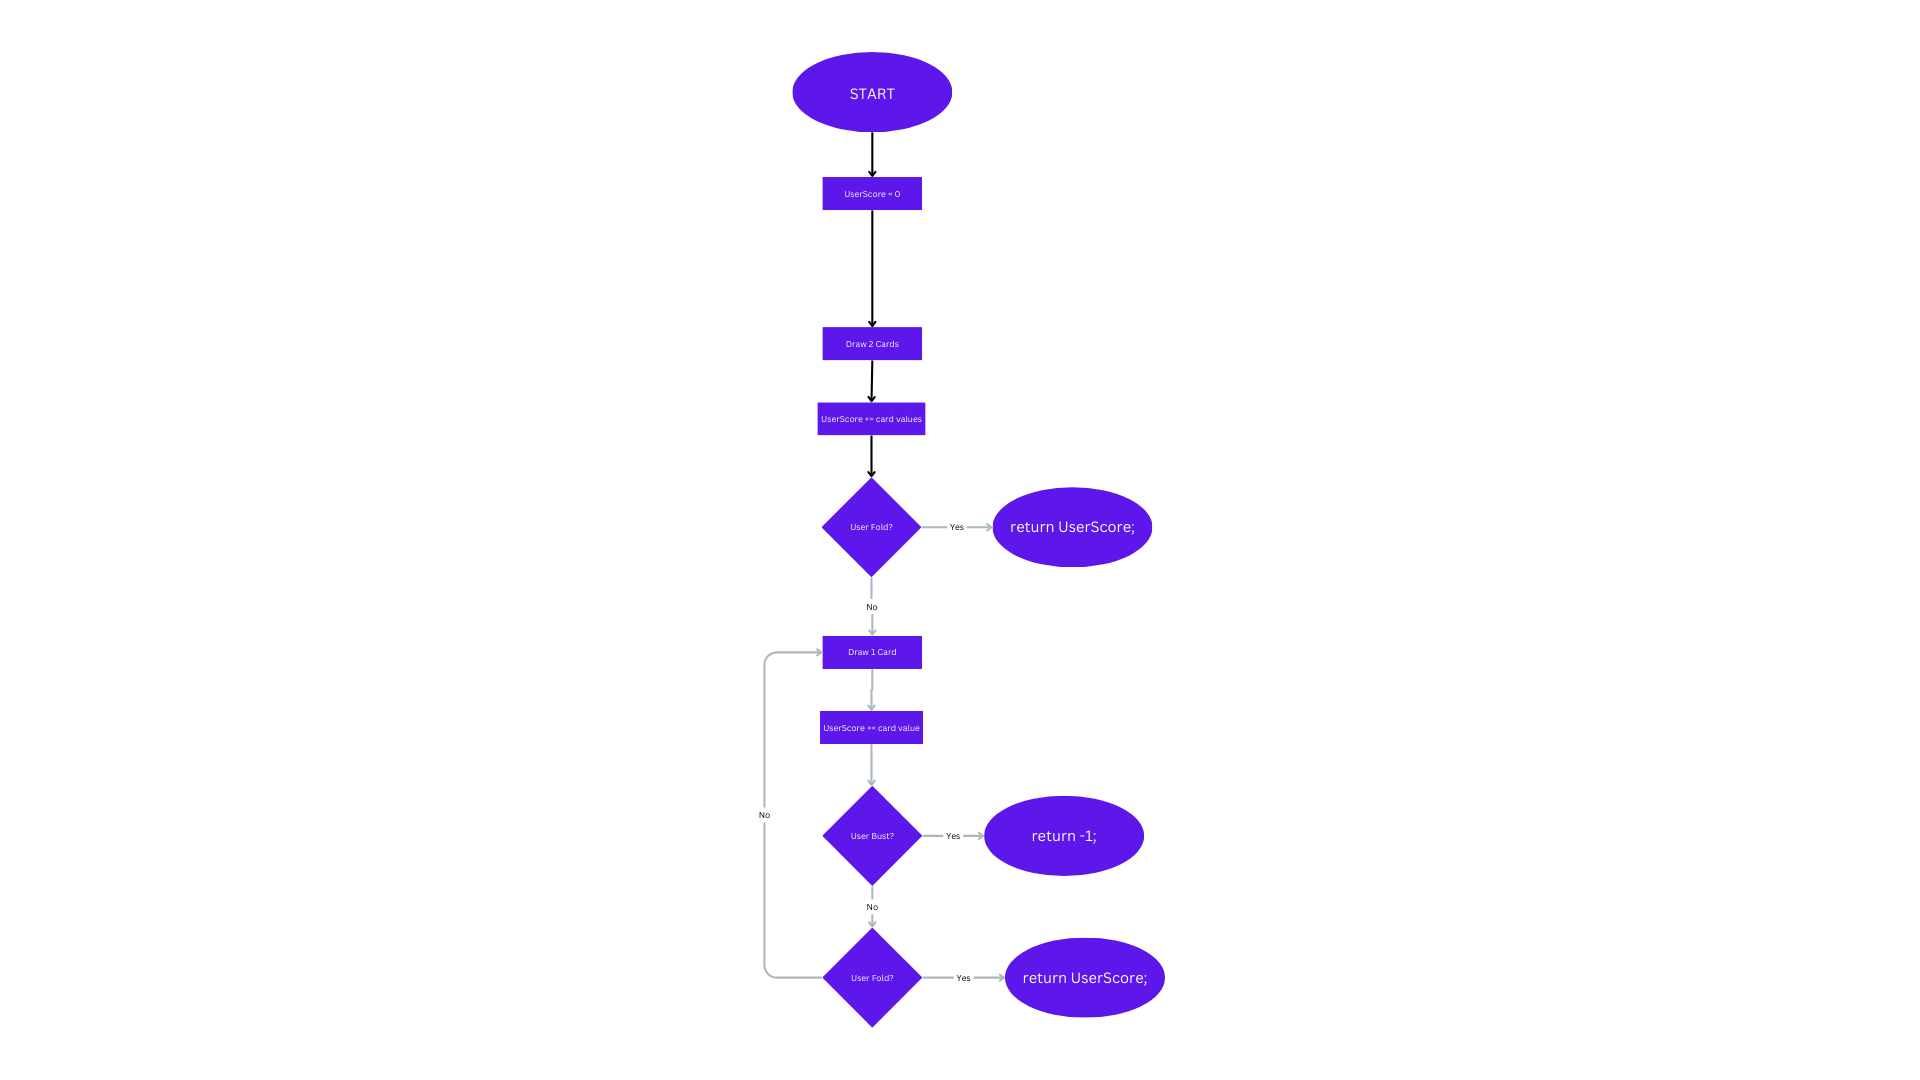 START
UserScore = 0
Draw 2 Cards
UserScore += card values
User Fold?
Yes
return UserScore;
No
Draw 1 Card
UserScore += card value
No
User Bust?
Yes
return -1;
No
User Fold?
Yes
return UserScore;